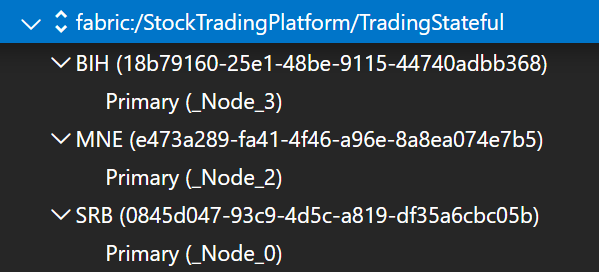 fabric:/StockTradingPlatform/TradingStateful
BIH (18b79160-25e1-48be-9115-44740adbb368)
Primary (_Node_3)
MNE (e473a289-fa41-4f46-a96e-8a8ea074e7b5)
Primary (_Node_2)
SRB (0845d047-93c9-4d5c-a819-df35a6cbc05b)
Primary (_Node_0)